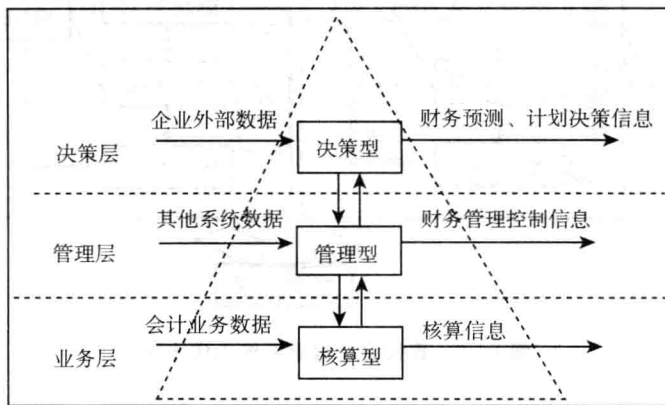 企业外部数据
财务预测、计划决策信息
决策层
决策型
其他系统数据
财务管理控制信息
管理层
管理型
会计业务数据
核算信息
业务层
核算型